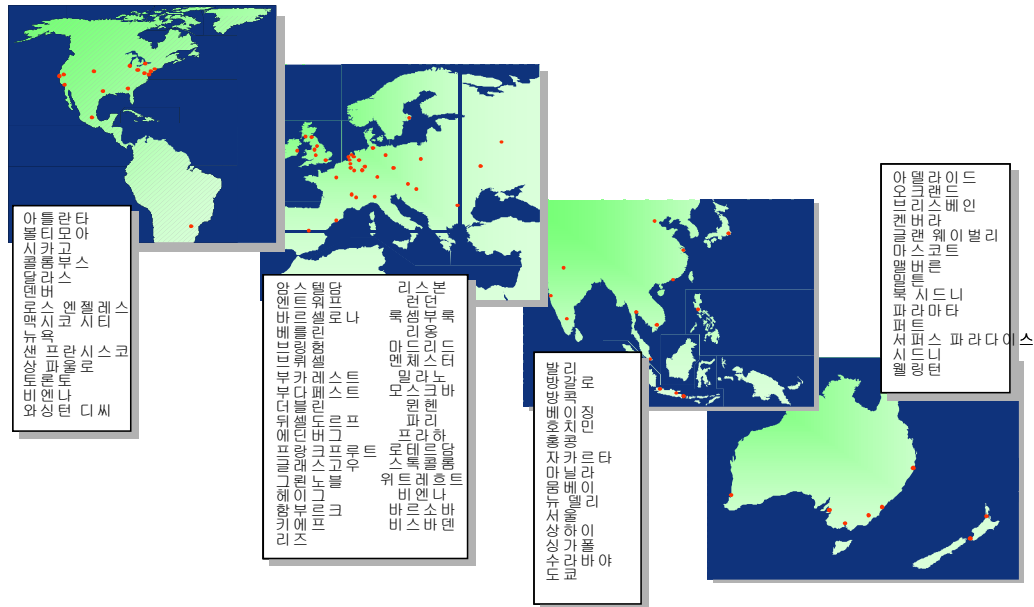 아틀란타
볼티모아
시카고
콜롬부스
달라스
덴버
로스 엔젤레스
맥시코 시티
뉴욕
샌 프란시스코
상 파울로
토론토
비엔나
와싱턴 디씨
암스텔담
엔트워프
바르셀로나
베를린
브링험
브뤼셀
부카레스트
부다페스트
더블린
뒤셀도르프
에딘버그
프랑크프루트
글래스고우
그뢴노블
헤이그
함부르크
키에프
리즈
리스본
런던
룩셈부룩
리옹
마드리드
멘체스터
밀라노
모스크바
뮌헨
파리
프라하
로테르담
스톡콜롬
위트레흐트
비엔나
바르소바
비스바덴
발리
방갈로
방콕
베이징
호치민
홍콩
자카르타
마닐라
뭄베이
뉴 델리
서울
상하이
싱가폴
수라바야
도쿄
아델라이드
오크랜드
브리스베인
켄버라
글랜 웨이벌리
마스코트
맬버른
밀튼
북 시드니
파라마타
퍼트
서퍼스 파라다이스
시드니
웰링턴